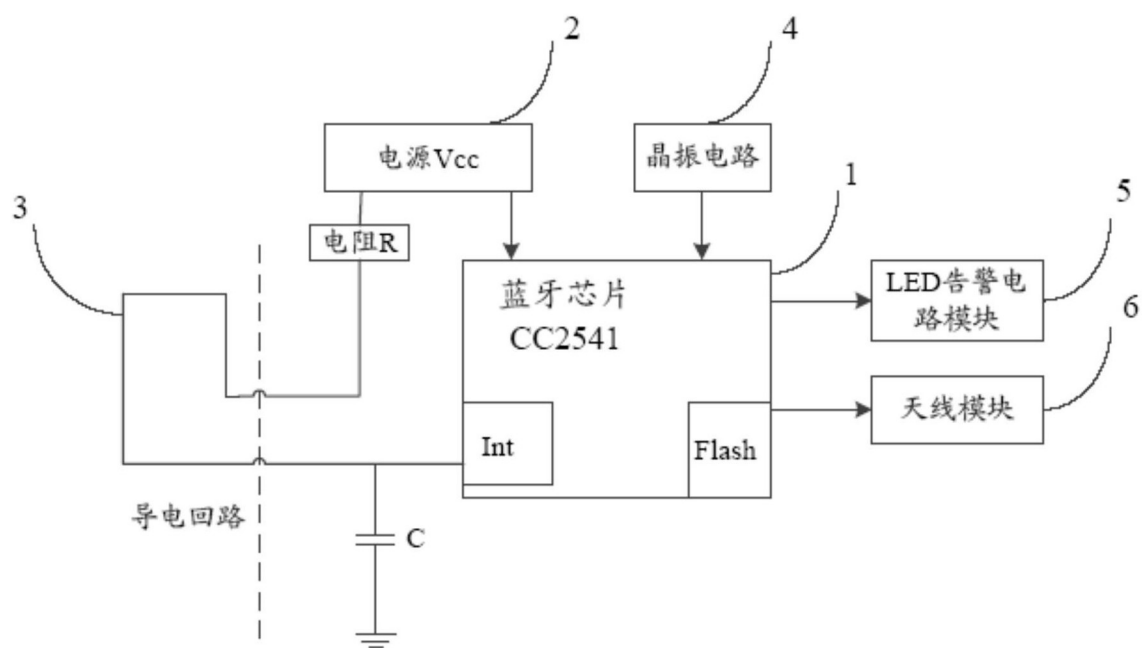 2
4
电源Vcc
晶振电路
1
3
5
电阻R
蓝牙芯片
CC2541
LED告警电
路模块
6
天线模块
Int
Flash
导电回路
C